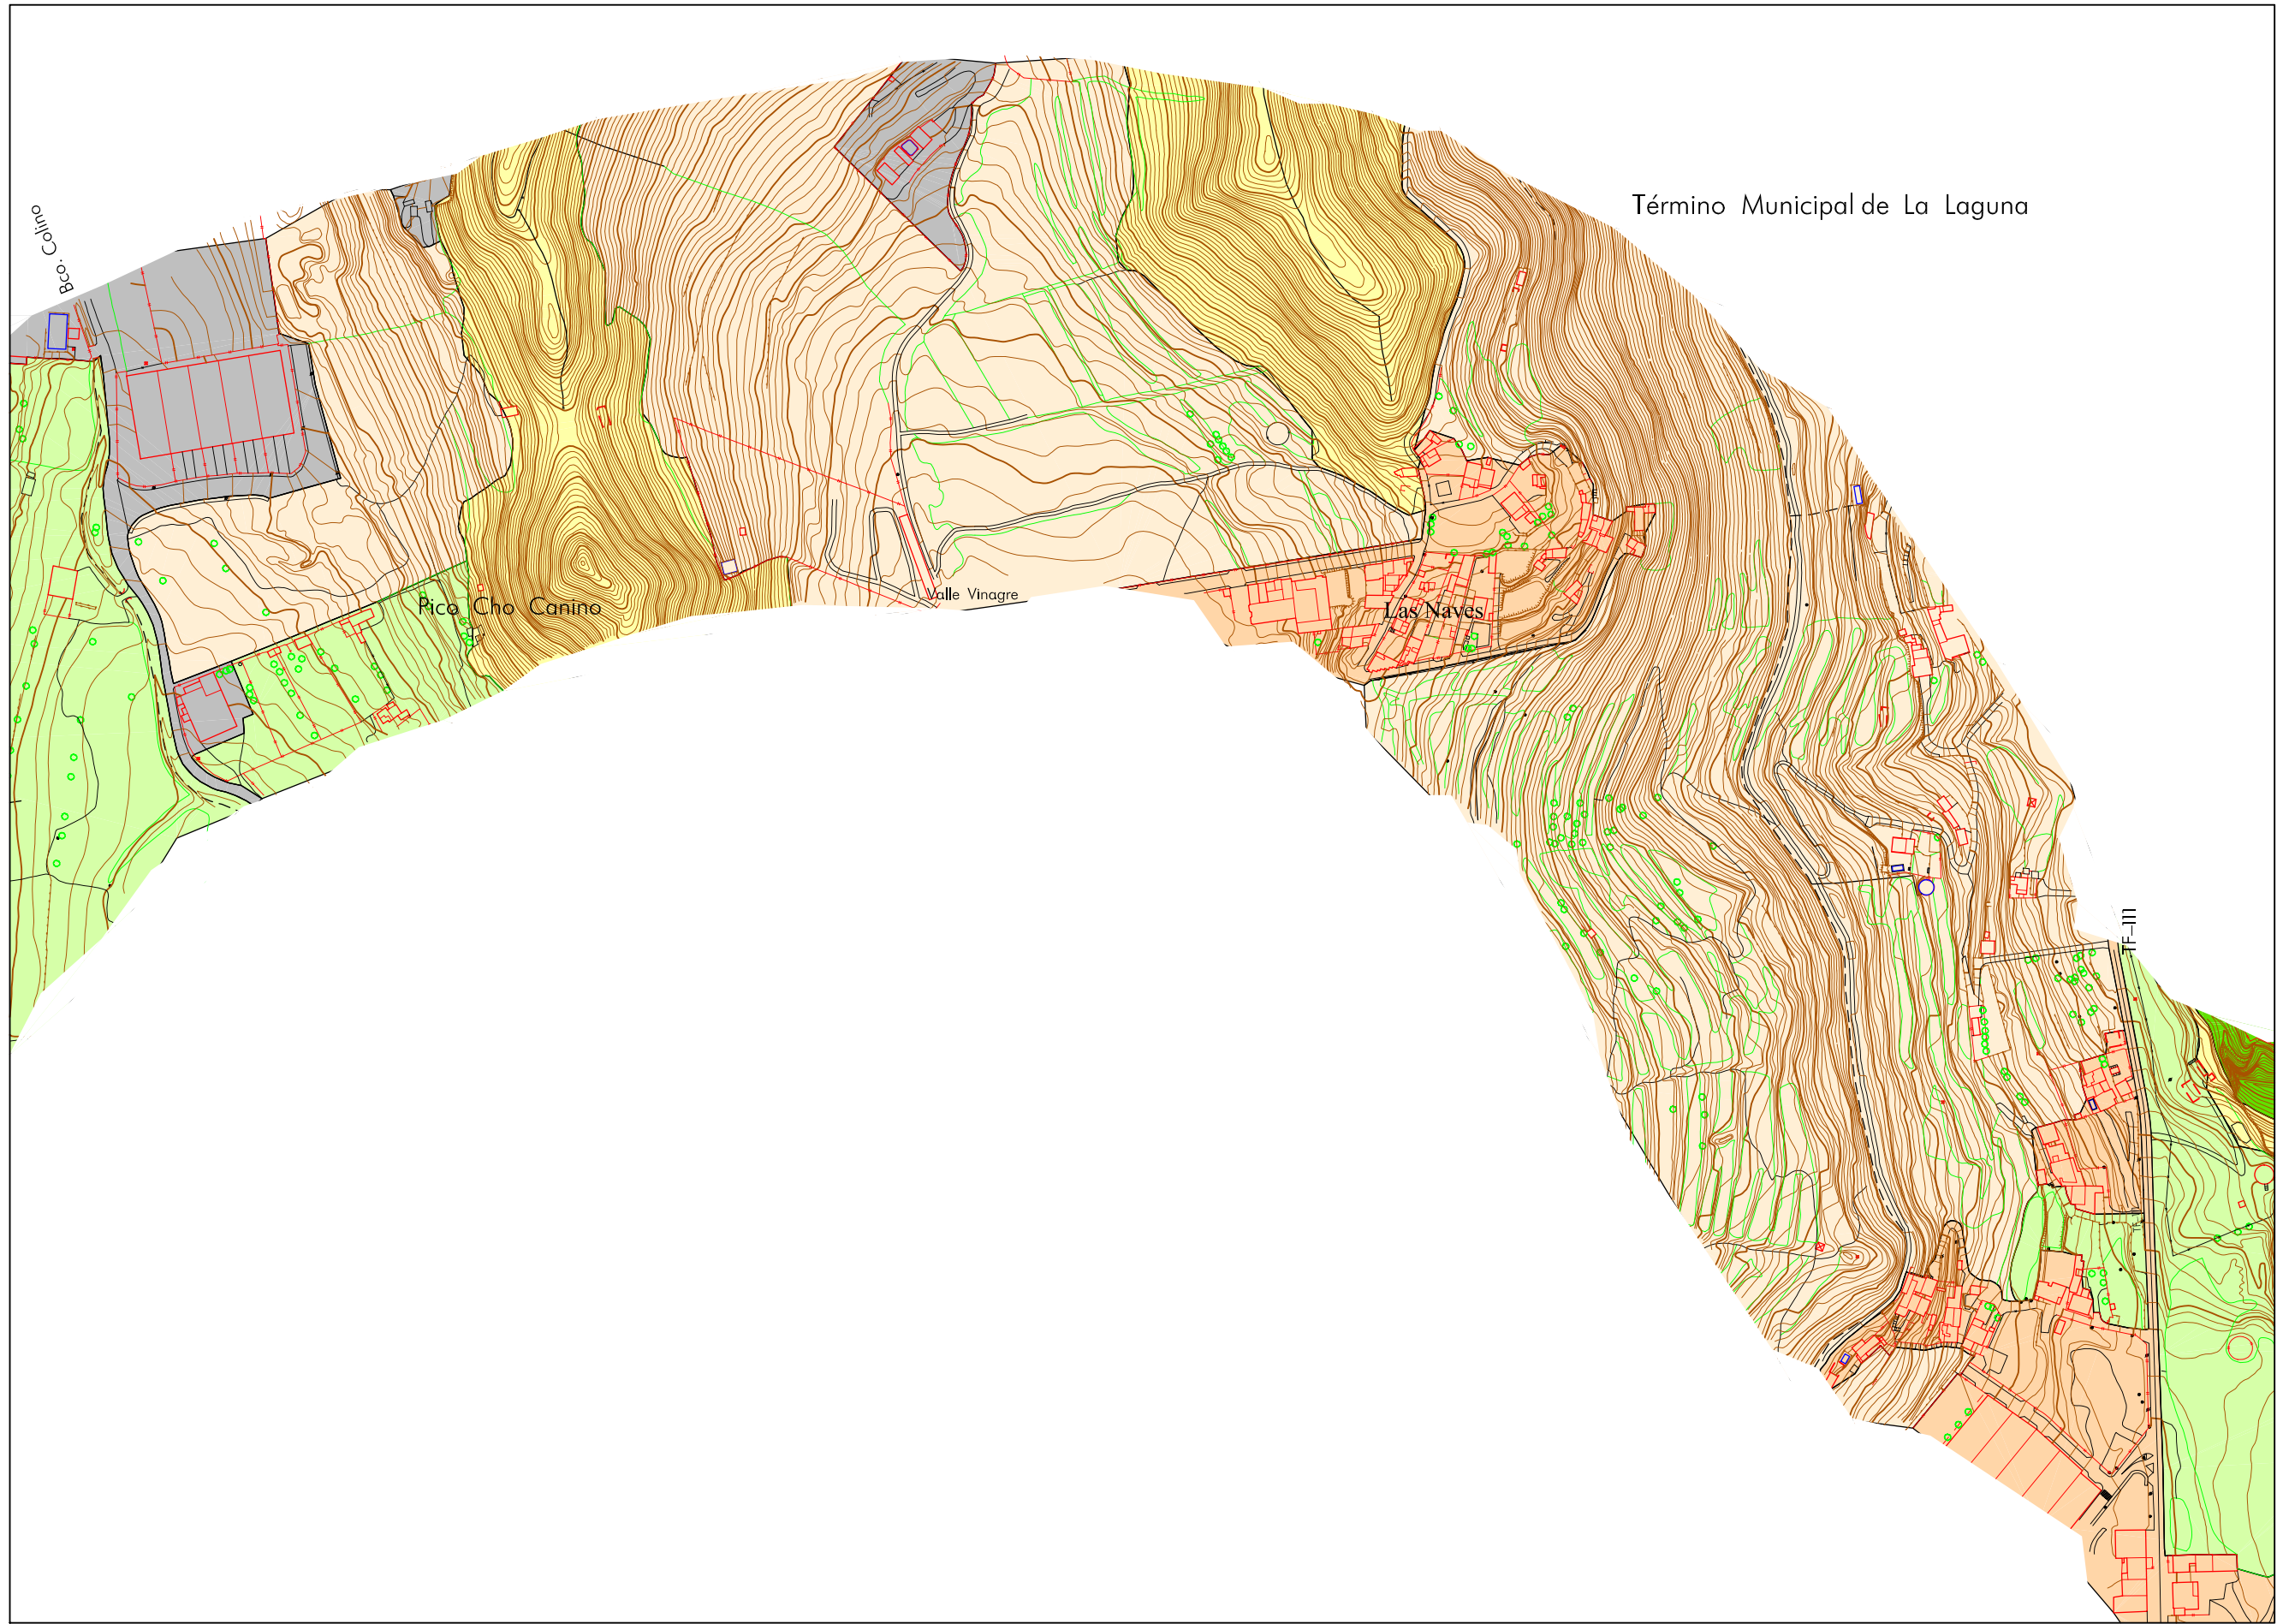 Término Municipal de La Laguna
Bco. Colino
Valle Vinagre
Pico Cho Canino
Las Naves
TF-111